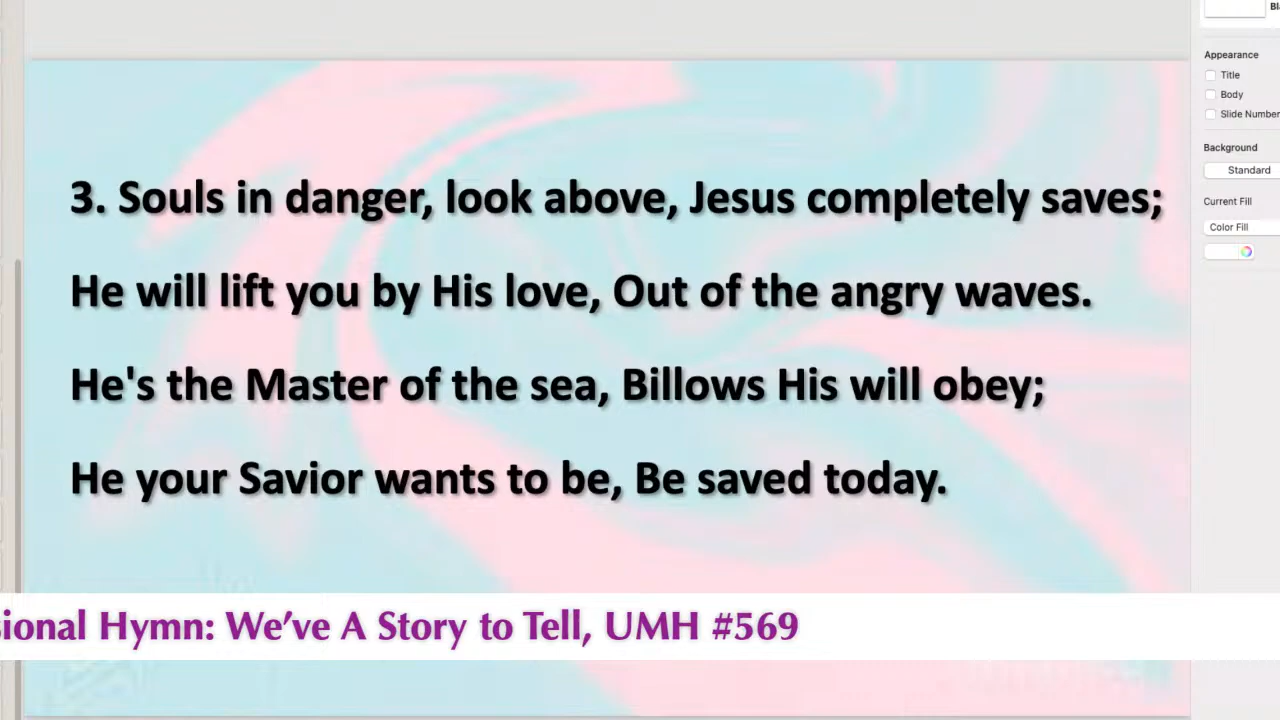 3. Souls in danger, look above, Jesus completely saves;
He will lift you by His love, Out of the angry waves.
He's the Master of the sea, Billows His will obey;
He your Savior wants to be, Be saved today.
sional Hymn: We've A Story to Tell, UMH #569
Appearance
Title
Body
Slide Number
Background
Standard
Current Fill
Color Fill